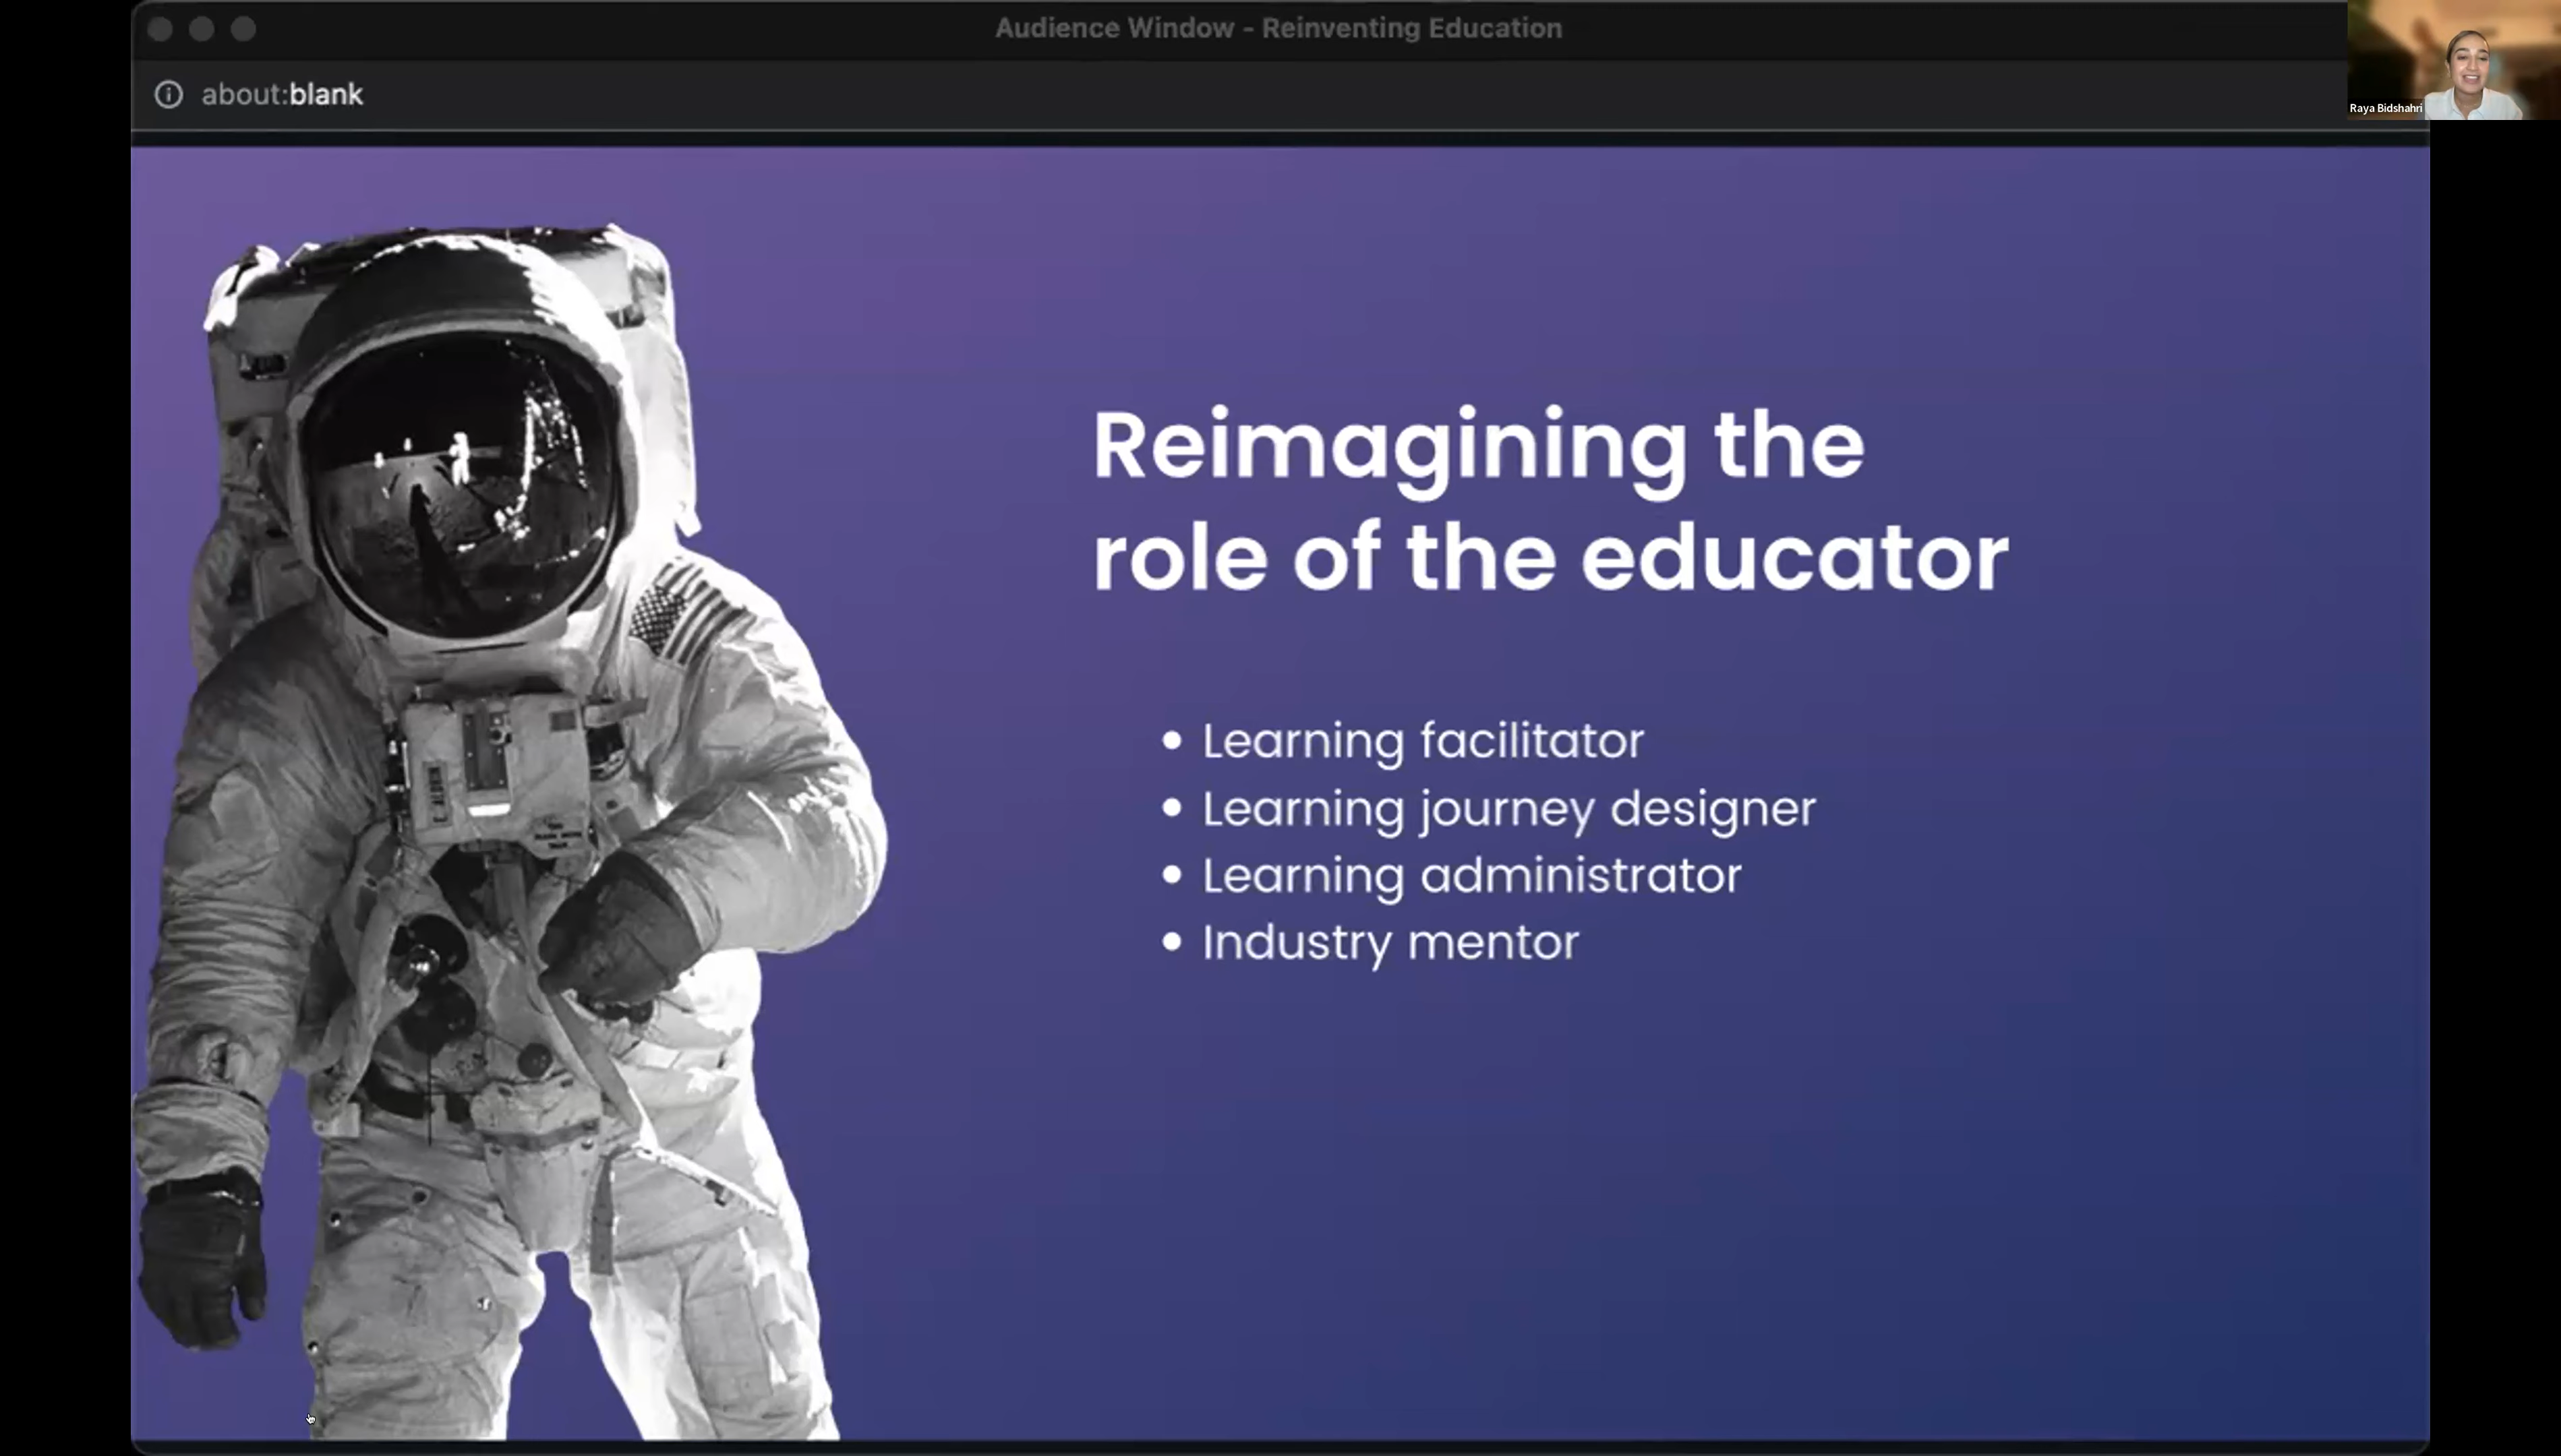 Audience Window - Reinventing Education
about:blank
Raya Bidshahri
Reimagining the
role of the educator
• Learning facilitator
• Learning journey designer
• Learning administrator
• Industry mentor
E. ALDRIN